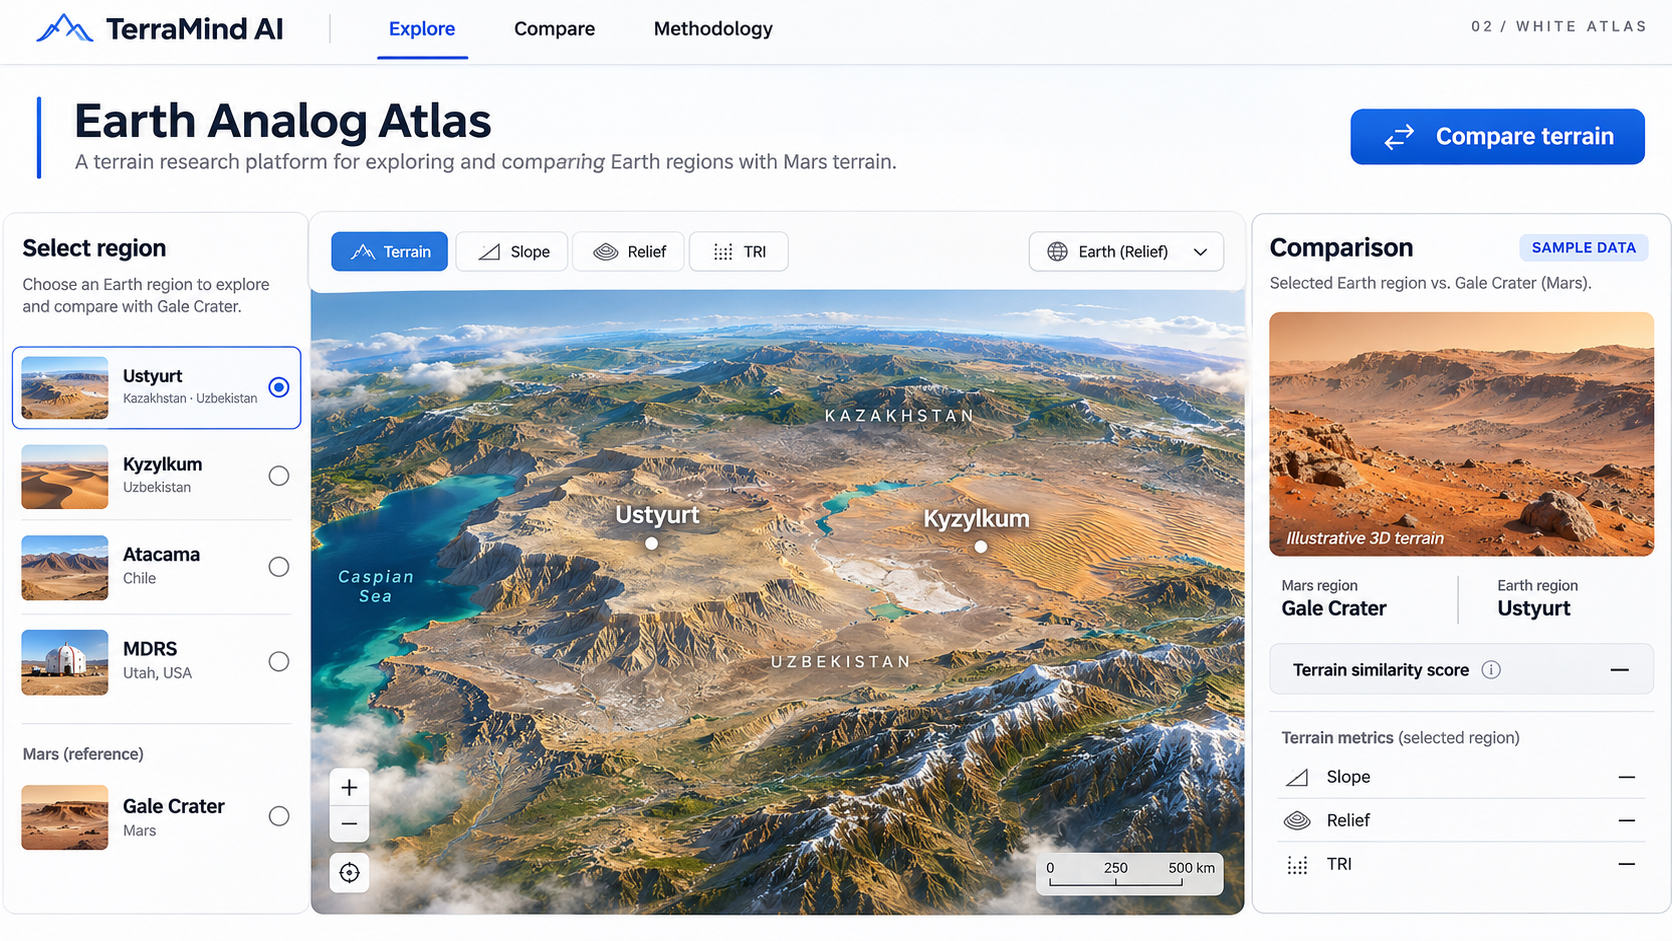 TerraMind AI
Explore
Compare
Methodology
02 / WHITE ATLAS
Earth Analog Atlas
A terrain research platform for exploring and comparing Earth regions with Mars terrain.
Compare terrain
Select region
Choose an Earth region to explore
and compare with Gale Crater.
Ustyurt
Kazakhstan · Uzbekistan
Kyzylkum
Uzbekistan
Atacama
Chile
MDRS
Utah, USA
Mars (reference)
Gale Crater
Mars
Terrain
Slope
Relief
TRI
Earth (Relief)
KAZAKHSTAN
Ustyurt
Kyzylkum
Caspian
Sea
UZBEKISTAN
+
−
0 250 500 km
Comparison
SAMPLE DATA
Selected Earth region vs. Gale Crater (Mars).
Illustrative 3D terrain
Mars region
Gale Crater
Earth region
Ustyurt
Terrain similarity score i —
Terrain metrics (selected region)
Slope —
Relief —
TRI —